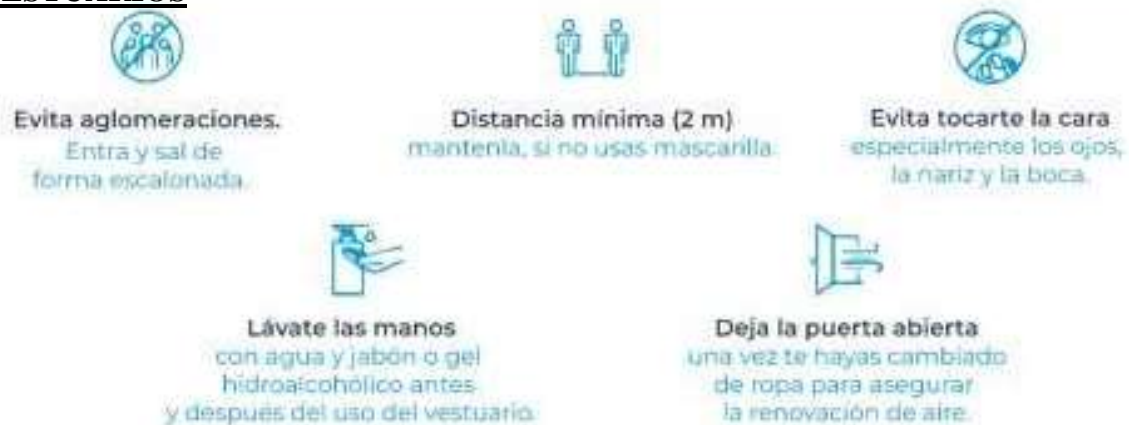 Evita aglomeraciones.
Entra y sal de
forma escalonada.
Distancia mínima (2 m)
mantenla, si no usas mascarilla.
Evita tocarte la cara
especialmente los ojos,
la nariz y la boca.
Lávate las manos
con agua y jabón o gel
hidroalcohólico antes
y después del uso del vestuario.
Deja la puerta abierta
una vez te hayas cambiado
de ropa para asegurar
la renovación de aire.